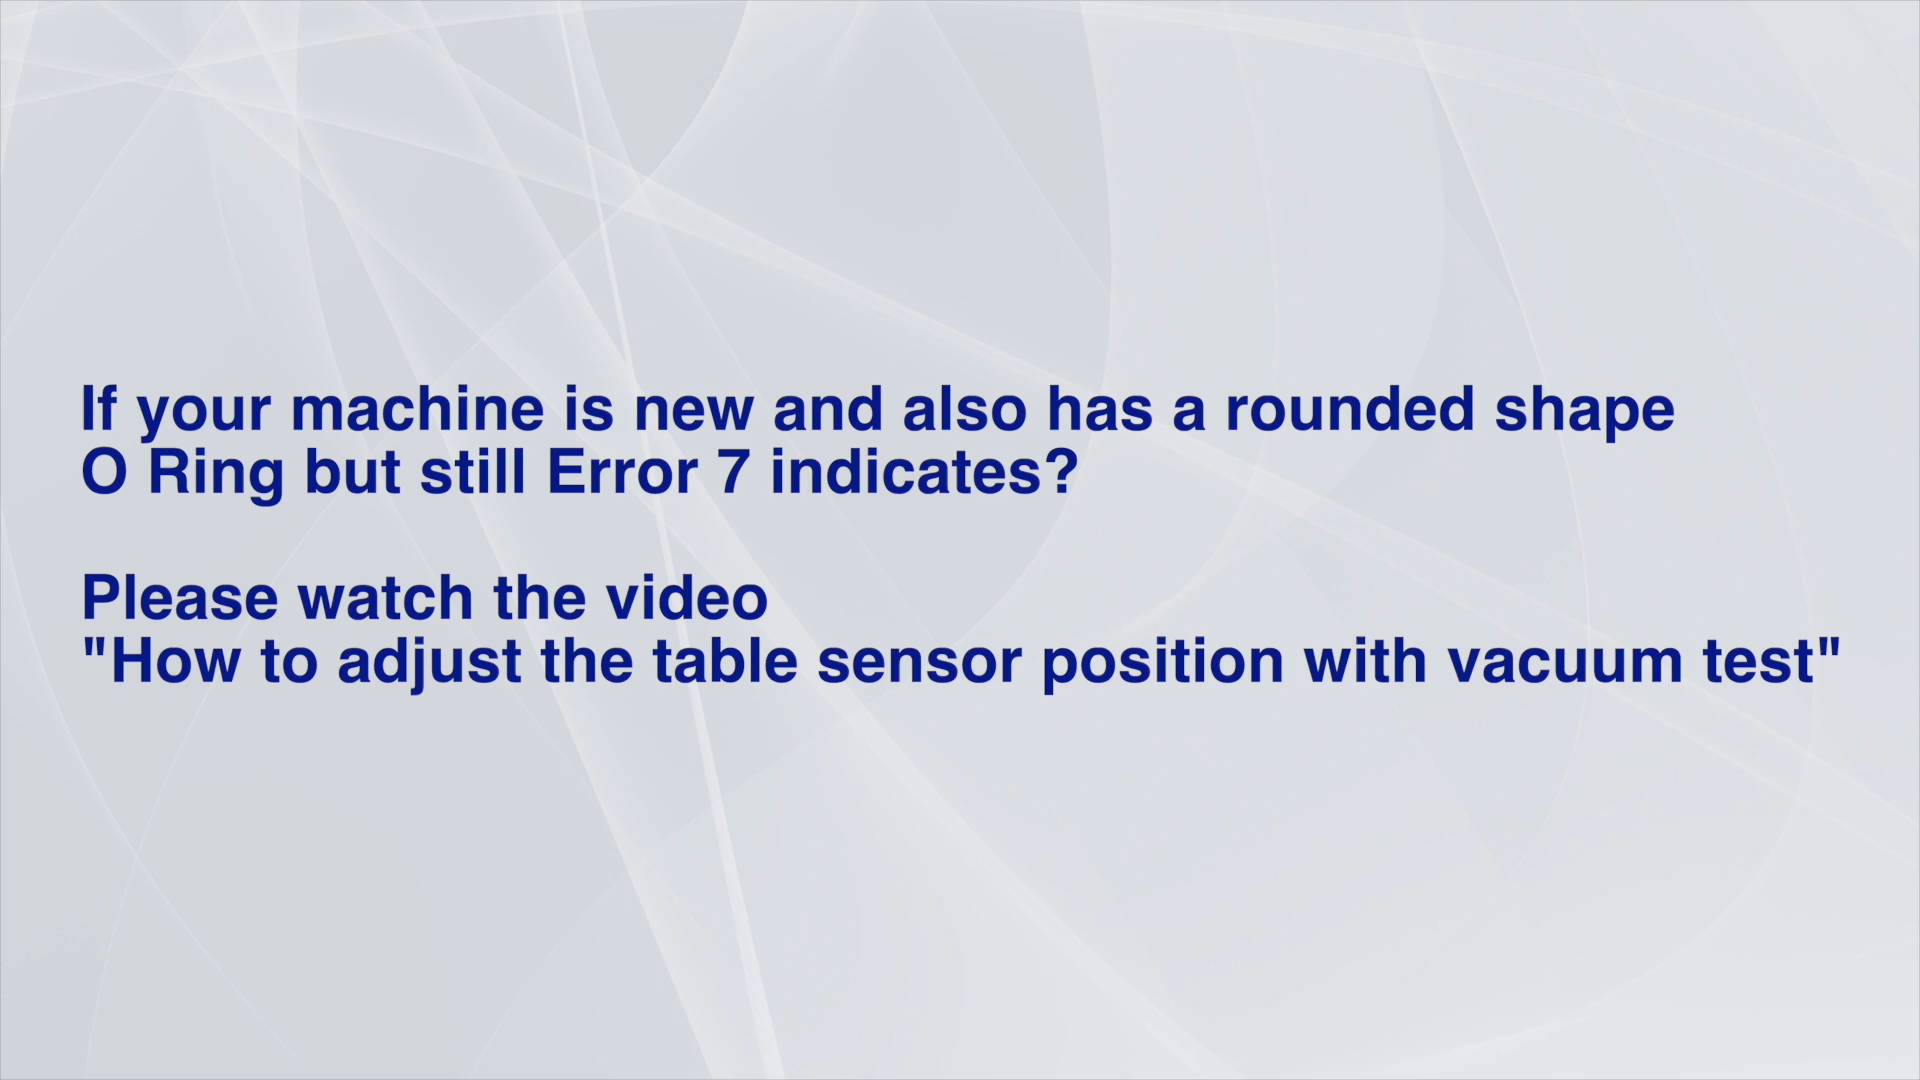 If your machine is new and also has a rounded shape
O Ring but still Error 7 indicates?
Please watch the video
"How to adjust the table sensor position with vacuum test"